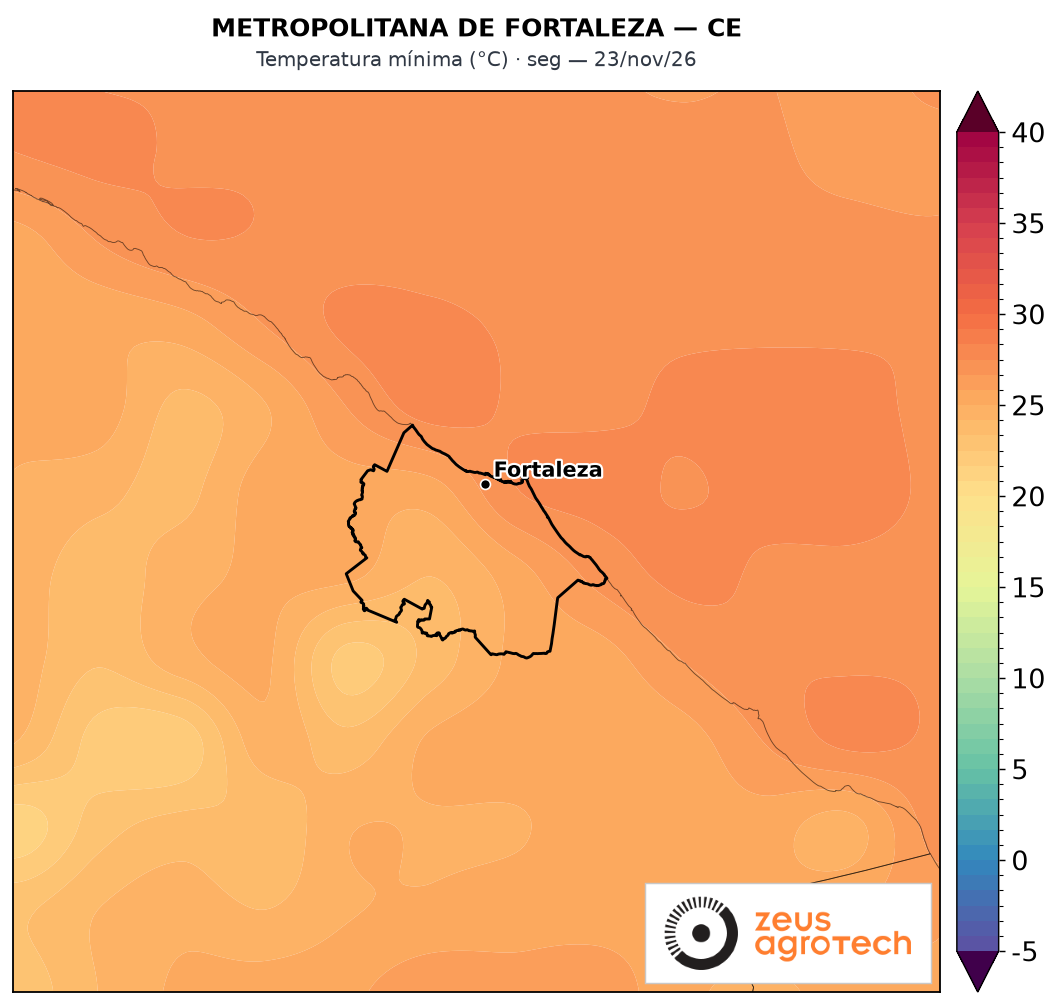 METROPOLITANA DE FORTALEZA — CE
Temperatura mínima (°C) · seg — 23/nov/26
40
35
30
25
20
15
10
5
0
-5
Fortaleza
zeus
agrotech